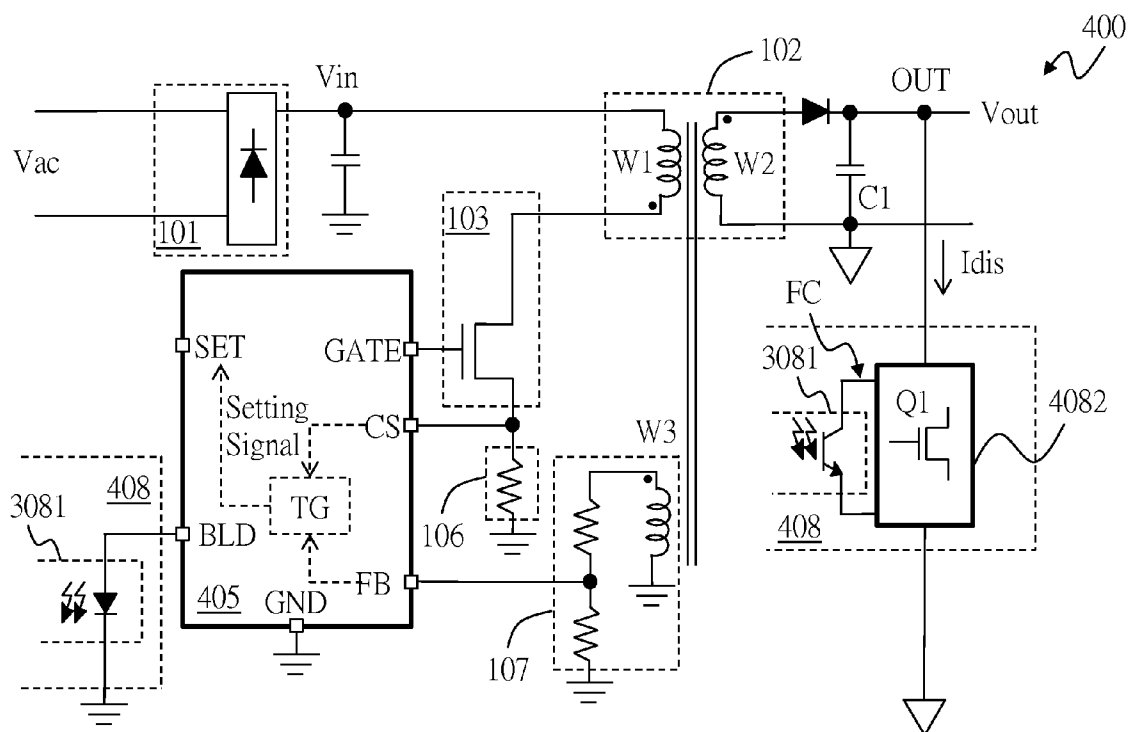 400
102
Vin
OUT
Vout
Vac
W1
W2
C1
101
103
Idis
FC
SET
GATE
3081
Q1
4082
Setting
Signal
CS
W3
408
TG
106
3081
BLD
408
FB
405
GND
107